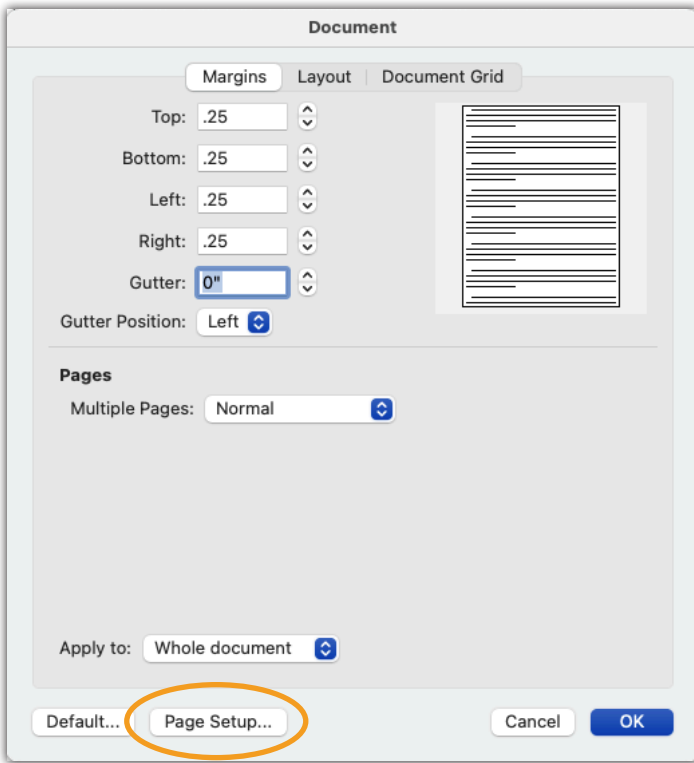 Document
Margins Layout Document Grid
Top: .25
Bottom: .25
Left: .25
Right: .25
Gutter: 0"
Gutter Position: Left
Pages
Multiple Pages: Normal
Apply to: Whole document
Default... Page Setup... Cancel OK